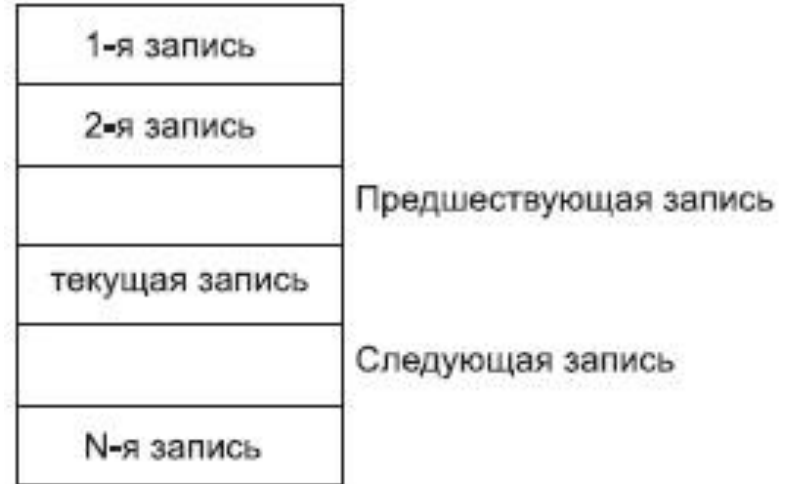 1-я запись
2-я запись
Предшествующая запись
текущая запись
Следующая запись
N-я запись